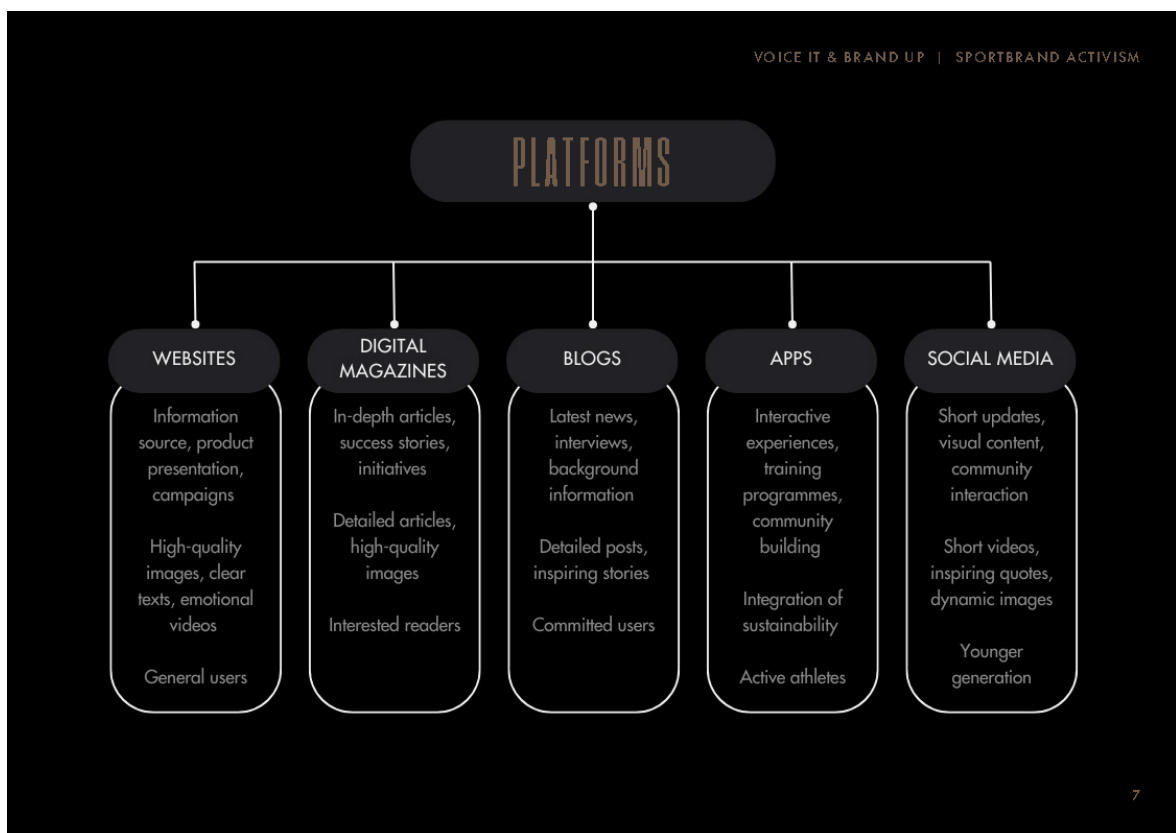 VOICE IT & BRAND UP | SPORTBRAND ACTIVISM
PLATFORMS
WEBSITES
Information
source, product
presentation,
campaigns
High-quality
images, clear
texts, emotional
videos
General users
DIGITAL
MAGAZINES
In-depth articles,
success stories,
initiatives
Detailed articles,
high-quality
images
Interested readers
BLOGS
Latest news,
interviews,
background
information
Detailed posts,
inspiring stories
Committed users
APPS
Interactive
experiences,
training
programmes,
community
building
Integration of
sustainability
Active athletes
SOCIAL MEDIA
Short updates,
visual content,
community
interaction
Short videos,
inspiring quotes,
dynamic images
Younger
generation
7